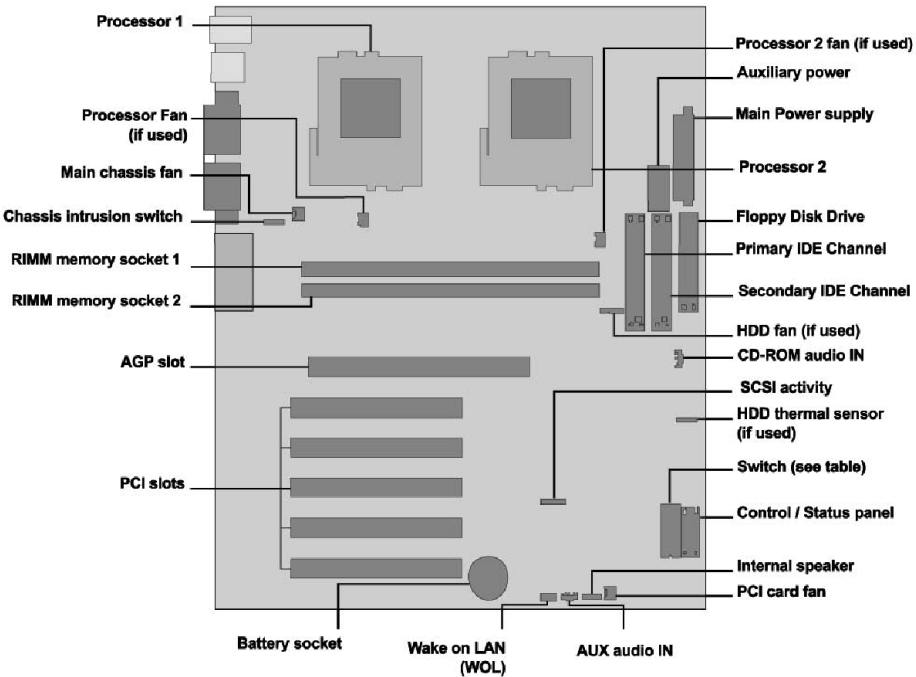 Processor 1
Processor Fan
(if used)
Main chassis fan
Chassis intrusion switch
RIMM memory socket 1
RIMM memory socket 2
AGP slot
PCI slots
Battery socket
Wake on LAN
(WOL)
AUX audio IN
Processor 2 fan (if used)
Auxiliary power
Main Power supply
Processor 2
Floppy Disk Drive
Primary IDE Channel
Secondary IDE Channel
HDD fan (if used)
CD-ROM audio IN
SCSI activity
HDD thermal sensor
(if used)
Switch (see table)
Control / Status panel
Internal speaker
PCI card fan